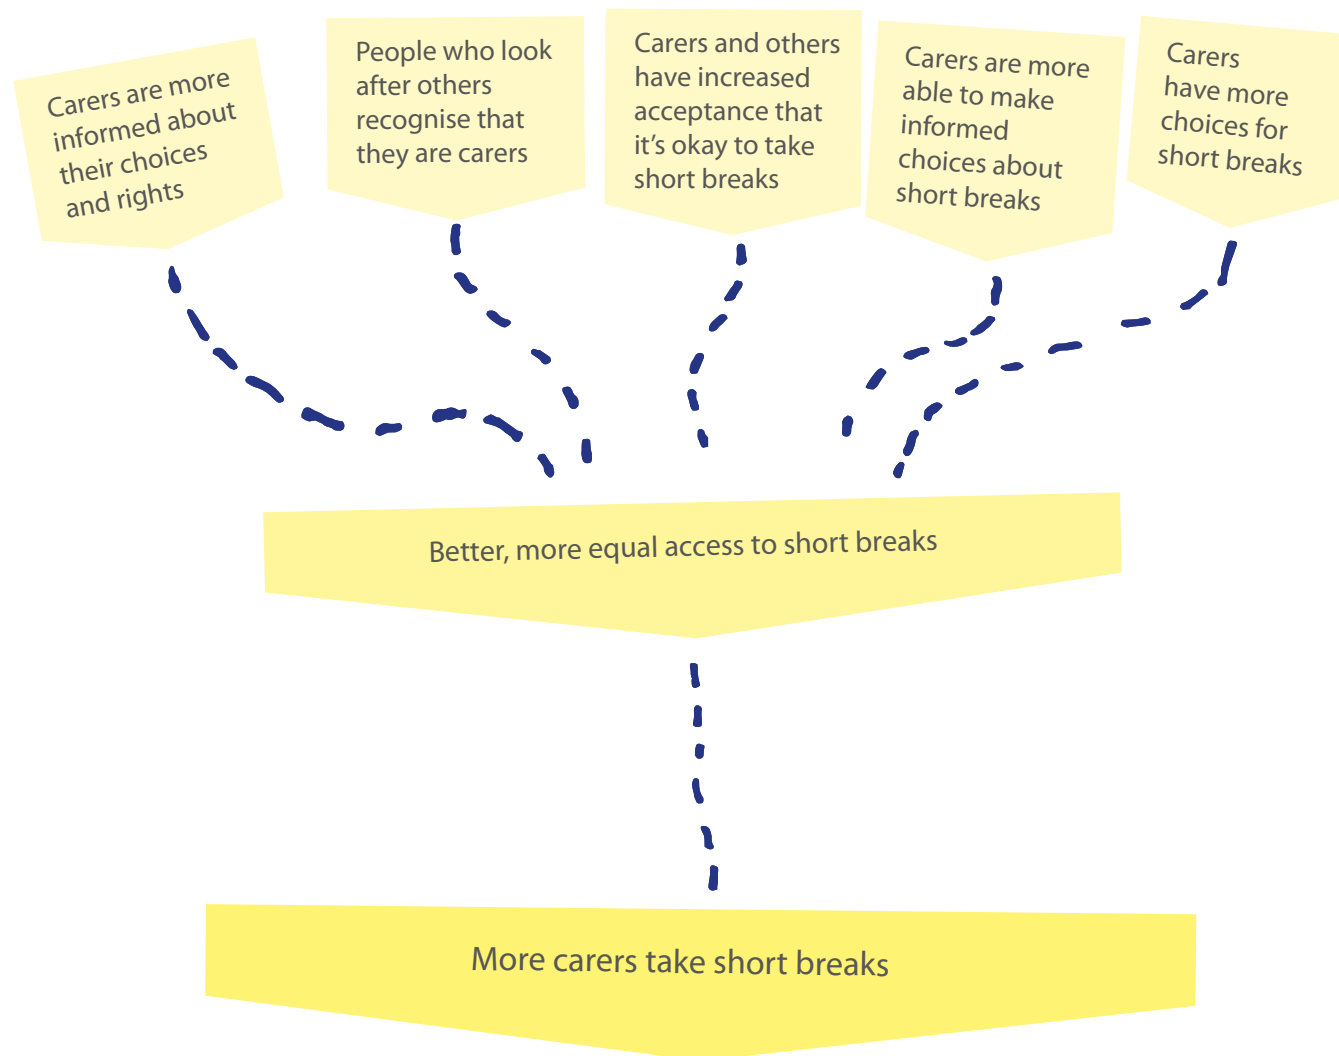 Carers are more
informed about
their choices
and rights
People who look
after others
recognise that
they are carers
Carers and others
have increased
acceptance that
it's okay to take
short breaks
Carers are more
able to make
informed
choices about
short breaks
Carers
have more
choices for
short breaks
Better, more equal access to short breaks
More carers take short breaks